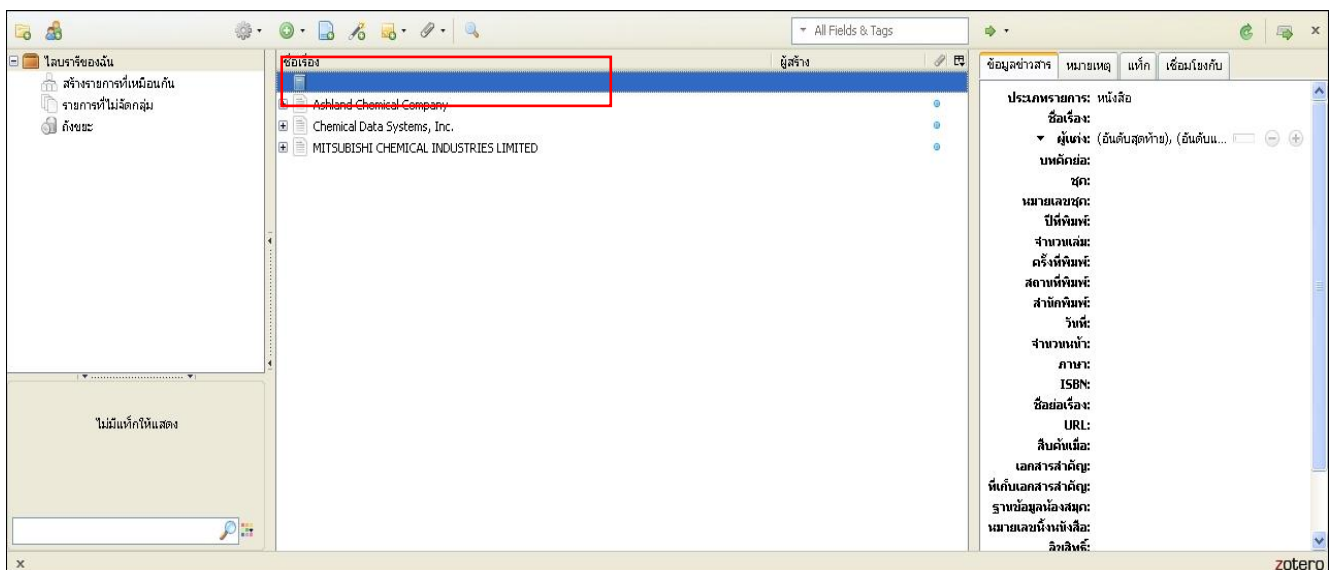 All Fields & Tags
ไลบรารีของฉัน
สร้างรายการที่เหมือนกัน
รายการที่ไม่จัดกลุ่ม
ถังขยะ
ไม่มีแท็กให้แสดง
ชื่อเรื่อง ผู้สร้าง
Ashland Chemical Company
Chemical Data Systems, Inc.
MITSUBISHI CHEMICAL INDUSTRIES LIMITED
ข้อมูลข่าวสาร หมายเหตุ แท็ก เชื่อมโยงกับ
ประเภทรายการ: หนังสือ
ชื่อเรื่อง:
ผู้แต่ง: (อันดับสุดท้าย), (อันดับแ...
บทคัดย่อ:
ชุด:
หมายเลขชุด:
ปีที่พิมพ์:
จำนวนเล่ม:
ครั้งที่พิมพ์:
สถานที่พิมพ์:
สำนักพิมพ์:
วันที่:
จำนวนหน้า:
ภาษา:
ISBN:
ชื่อย่อเรื่อง:
URL:
สืบค้นเมื่อ:
เอกสารสำคัญ:
ที่เก็บเอกสารสำคัญ:
ฐานข้อมูลห้องสมุด:
หมายเลขนี้งหนังสือ:
ลิขสิทธิ์:
zotero